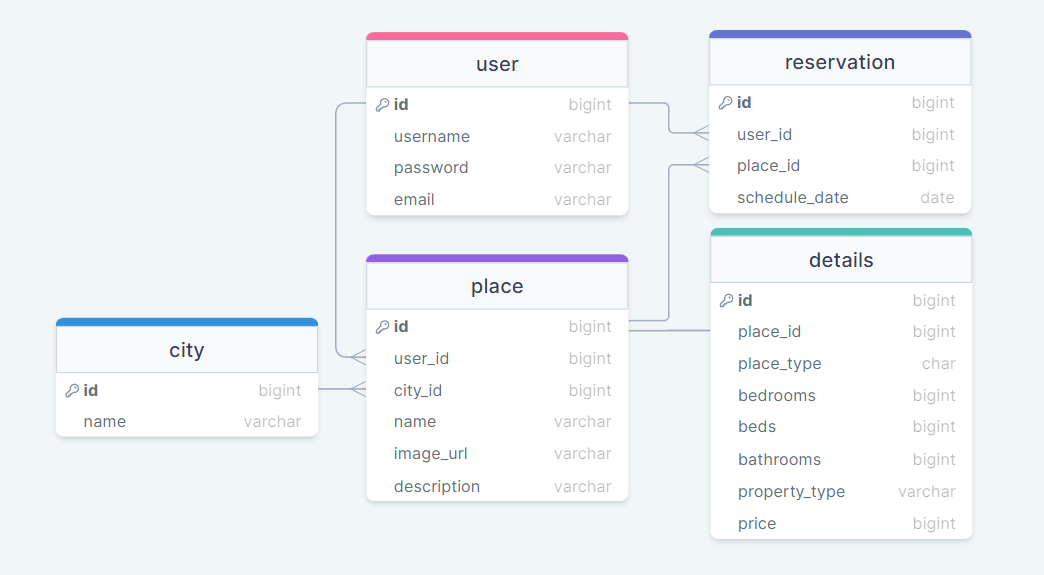 user
id bigint
username varchar
password varchar
email varchar
reservation
id bigint
user_id bigint
place_id bigint
schedule_date date
place
id bigint
user_id bigint
city_id bigint
name varchar
image_url varchar
description varchar
details
id bigint
place_id bigint
place_type char
bedrooms bigint
beds bigint
bathrooms bigint
property_type varchar
price bigint
city
id bigint
name varchar